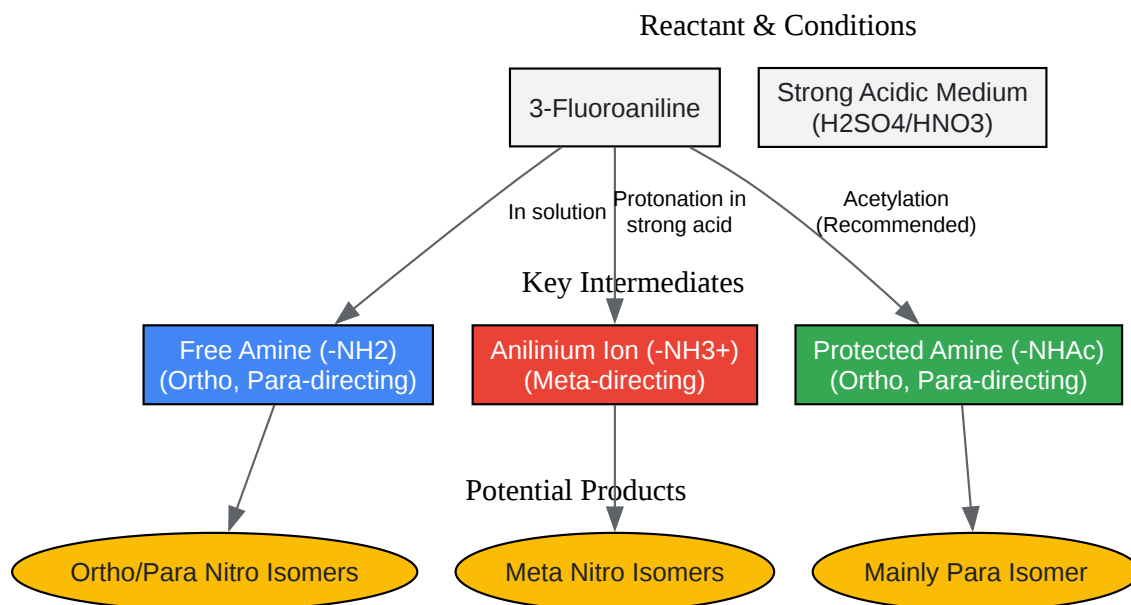 Reactant & Conditions
3-Fluoroaniline
Strong Acidic Medium
(H2SO4/HNO3)
In solution
Protonation in
strong acid
Acetylation
(Recommended)
Key Intermediates
Free Amine (-NH2)
(Ortho, Para-directing)
Anilinium Ion (-NH3+)
(Meta-directing)
Protected Amine (-NHAc)
(Ortho, Para-directing)
Potential Products
Ortho/Para Nitro Isomers
Meta Nitro Isomers
Mainly Para Isomer